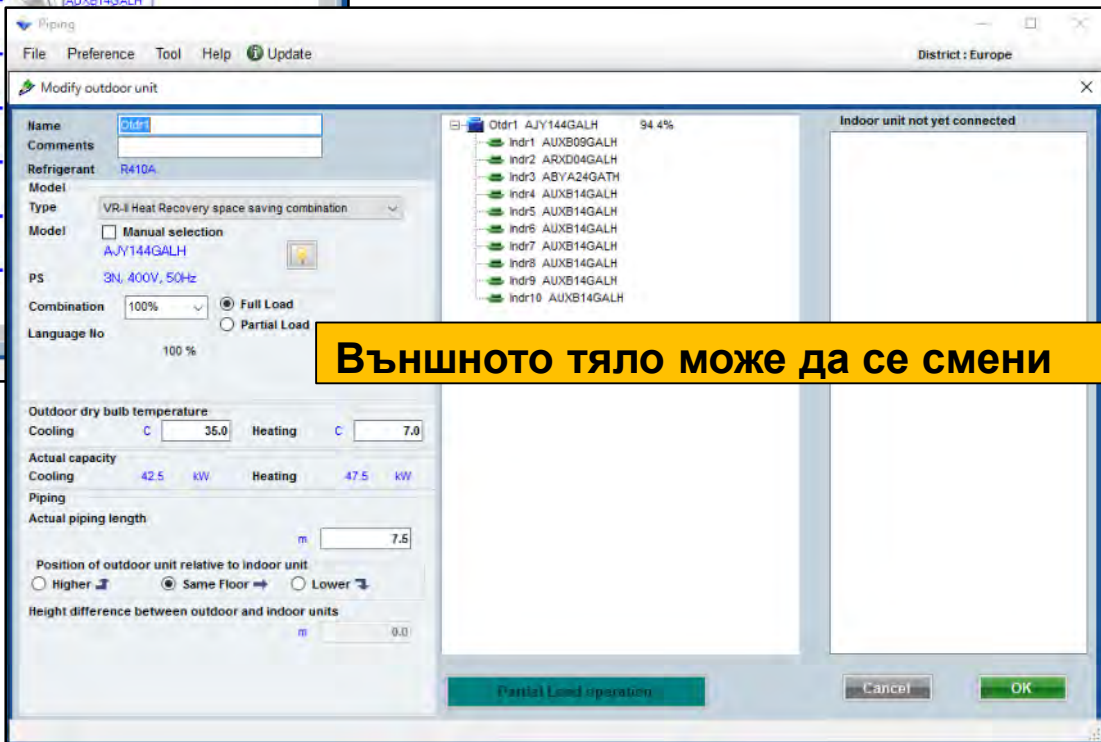 AUXB14GALH
Piping
File Preference Tool Help Update District : Europe
Modify outdoor unit
Name Otdr1
Comments
Refrigerant R410A
Model
Type VR-II Heat Recovery space saving combination
Model Manual selection
AJY144GALH
PS 3N, 400V, 50Hz
Combination 100% Full Load
Partial Load
Language No
100 %
Outdoor dry bulb temperature
Cooling C 35.0 Heating C 7.0
Actual capacity
Cooling 42.5 kW Heating 47.5 kW
Piping
Actual piping length
m 7.5
Position of outdoor unit relative to indoor unit
Higher Same Floor Lower
Height difference between outdoor and indoor units
m 0.0
Otdr1 AJY144GALH 94.4%
Indr1 AUXB09GALH
Indr2 ARXD04GALH
Indr3 ABYA24GATH
Indr4 AUXB14GALH
Indr5 AUXB14GALH
Indr6 AUXB14GALH
Indr7 AUXB14GALH
Indr8 AUXB14GALH
Indr9 AUXB14GALH
Indr10 AUXB14GALH
Indoor unit not yet connected
Външното тяло може да се смени
Partial Load operation
Cancel OK